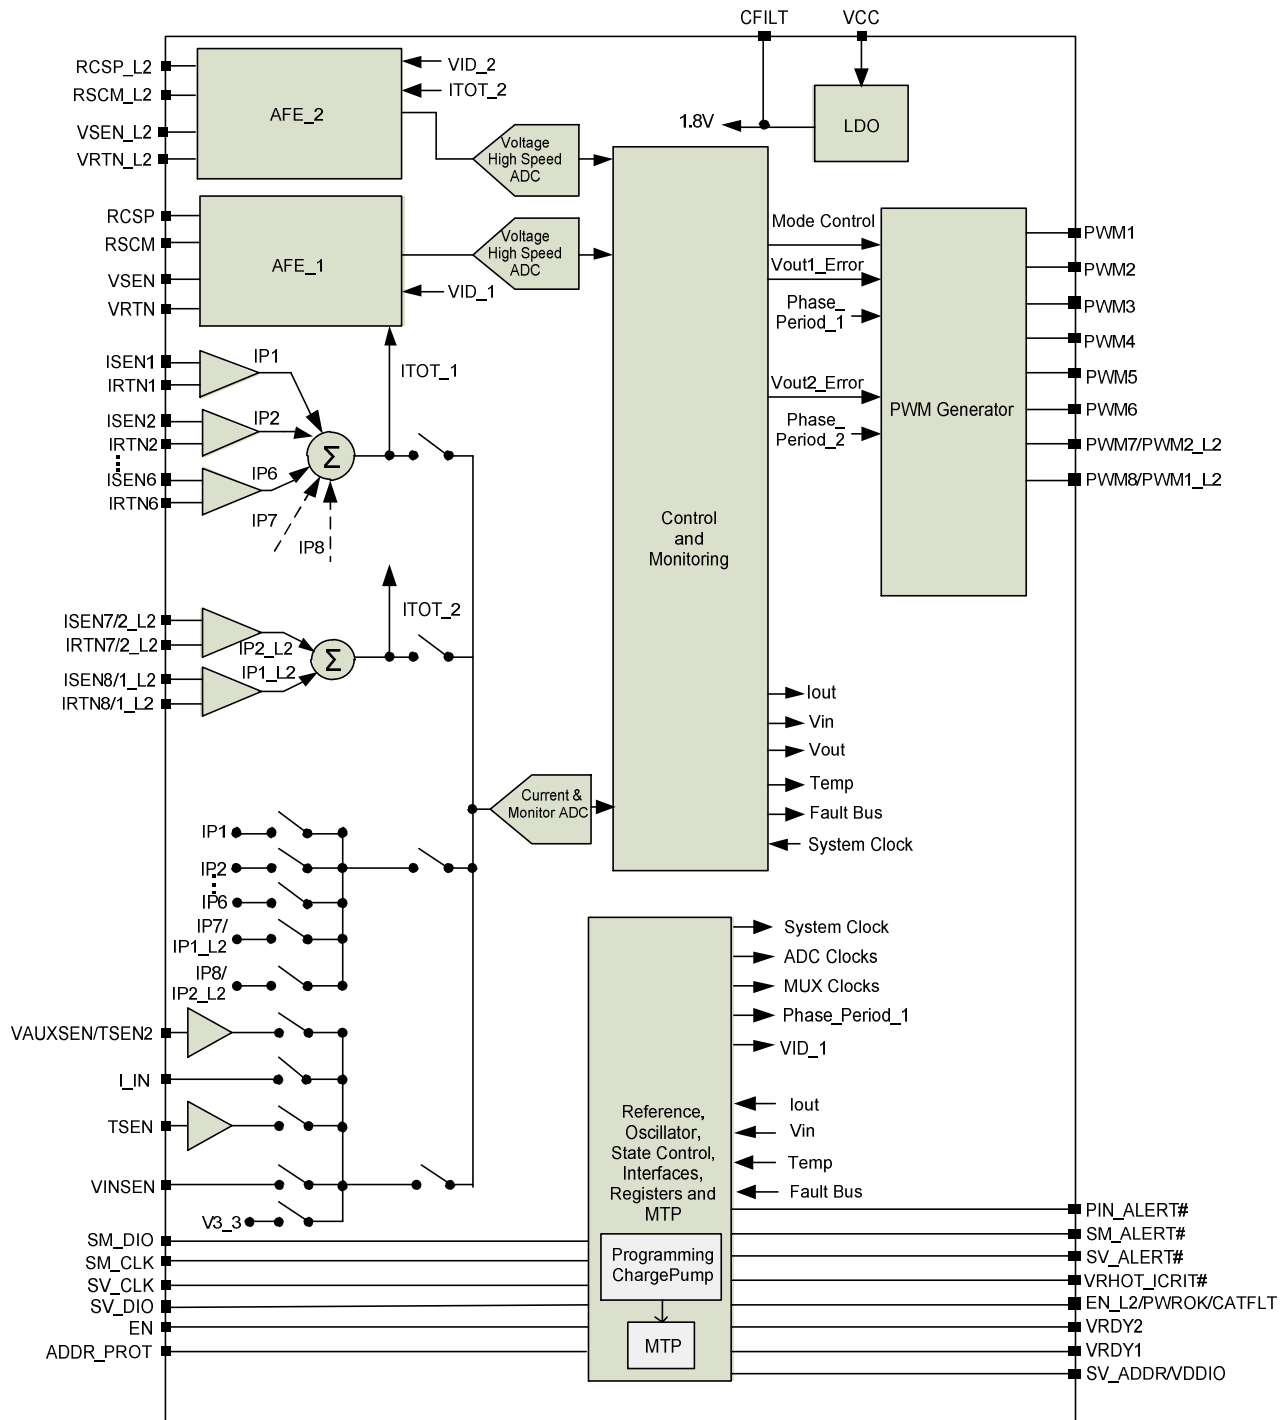 CFILT
VCC
RCSP_L2
RSCM_L2
VSEN_L2
VRTN_L2
AFE_2
VID_2
ITOT_2
Voltage
High Speed
ADC
1.8V
LDO
RCSP
RSCM
VSEN
VRTN
AFE_1
VID_1
Voltage
High Speed
ADC
ISEN1
IRTN1
ISEN2
IRTN2
ISEN6
IRTN6
IP1
IP2
IP6
IP7
IP8
Σ
ITOT_1
ISEN7/2_L2
IRTN7/2_L2
ISEN8/1_L2
IRTN8/1_L2
IP2_L2
IP1_L2
Σ
ITOT_2
Control
and
Monitoring
Mode Control
Vout1_Error
Phase_
Period_1
Vout2_Error
Phase_
Period_2
PWM Generator
PWM1
PWM2
PWM3
PWM4
PWM5
PWM6
PWM7/PWM2_L2
PWM8/PWM1_L2
Iout
Vin
Vout
Temp
Fault Bus
System Clock
Current &
Monitor ADC
IP1
IP2
IP6
IP7/
IP1_L2
IP8/
IP2_L2
VAUXSEN/TSEN2
I_IN
TSEN
VINSEN
V3_3
SM_DIO
SM_CLK
SV_CLK
SV_DIO
EN
ADDR_PROT
System Clock
ADC Clocks
MUX Clocks
Phase_Period_1
VID_1
Iout
Vin
Temp
Fault Bus
Reference,
Oscillator,
State Control,
Interfaces,
Registers and
MTP
Programming
ChargePump
MTP
PIN_ALERT#
SM_ALERT#
SV_ALERT#
VRHOT_ICRIT#
EN_L2/PWROK/CATFLT
VRDY2
VRDY1
SV_ADDR/VDDIO